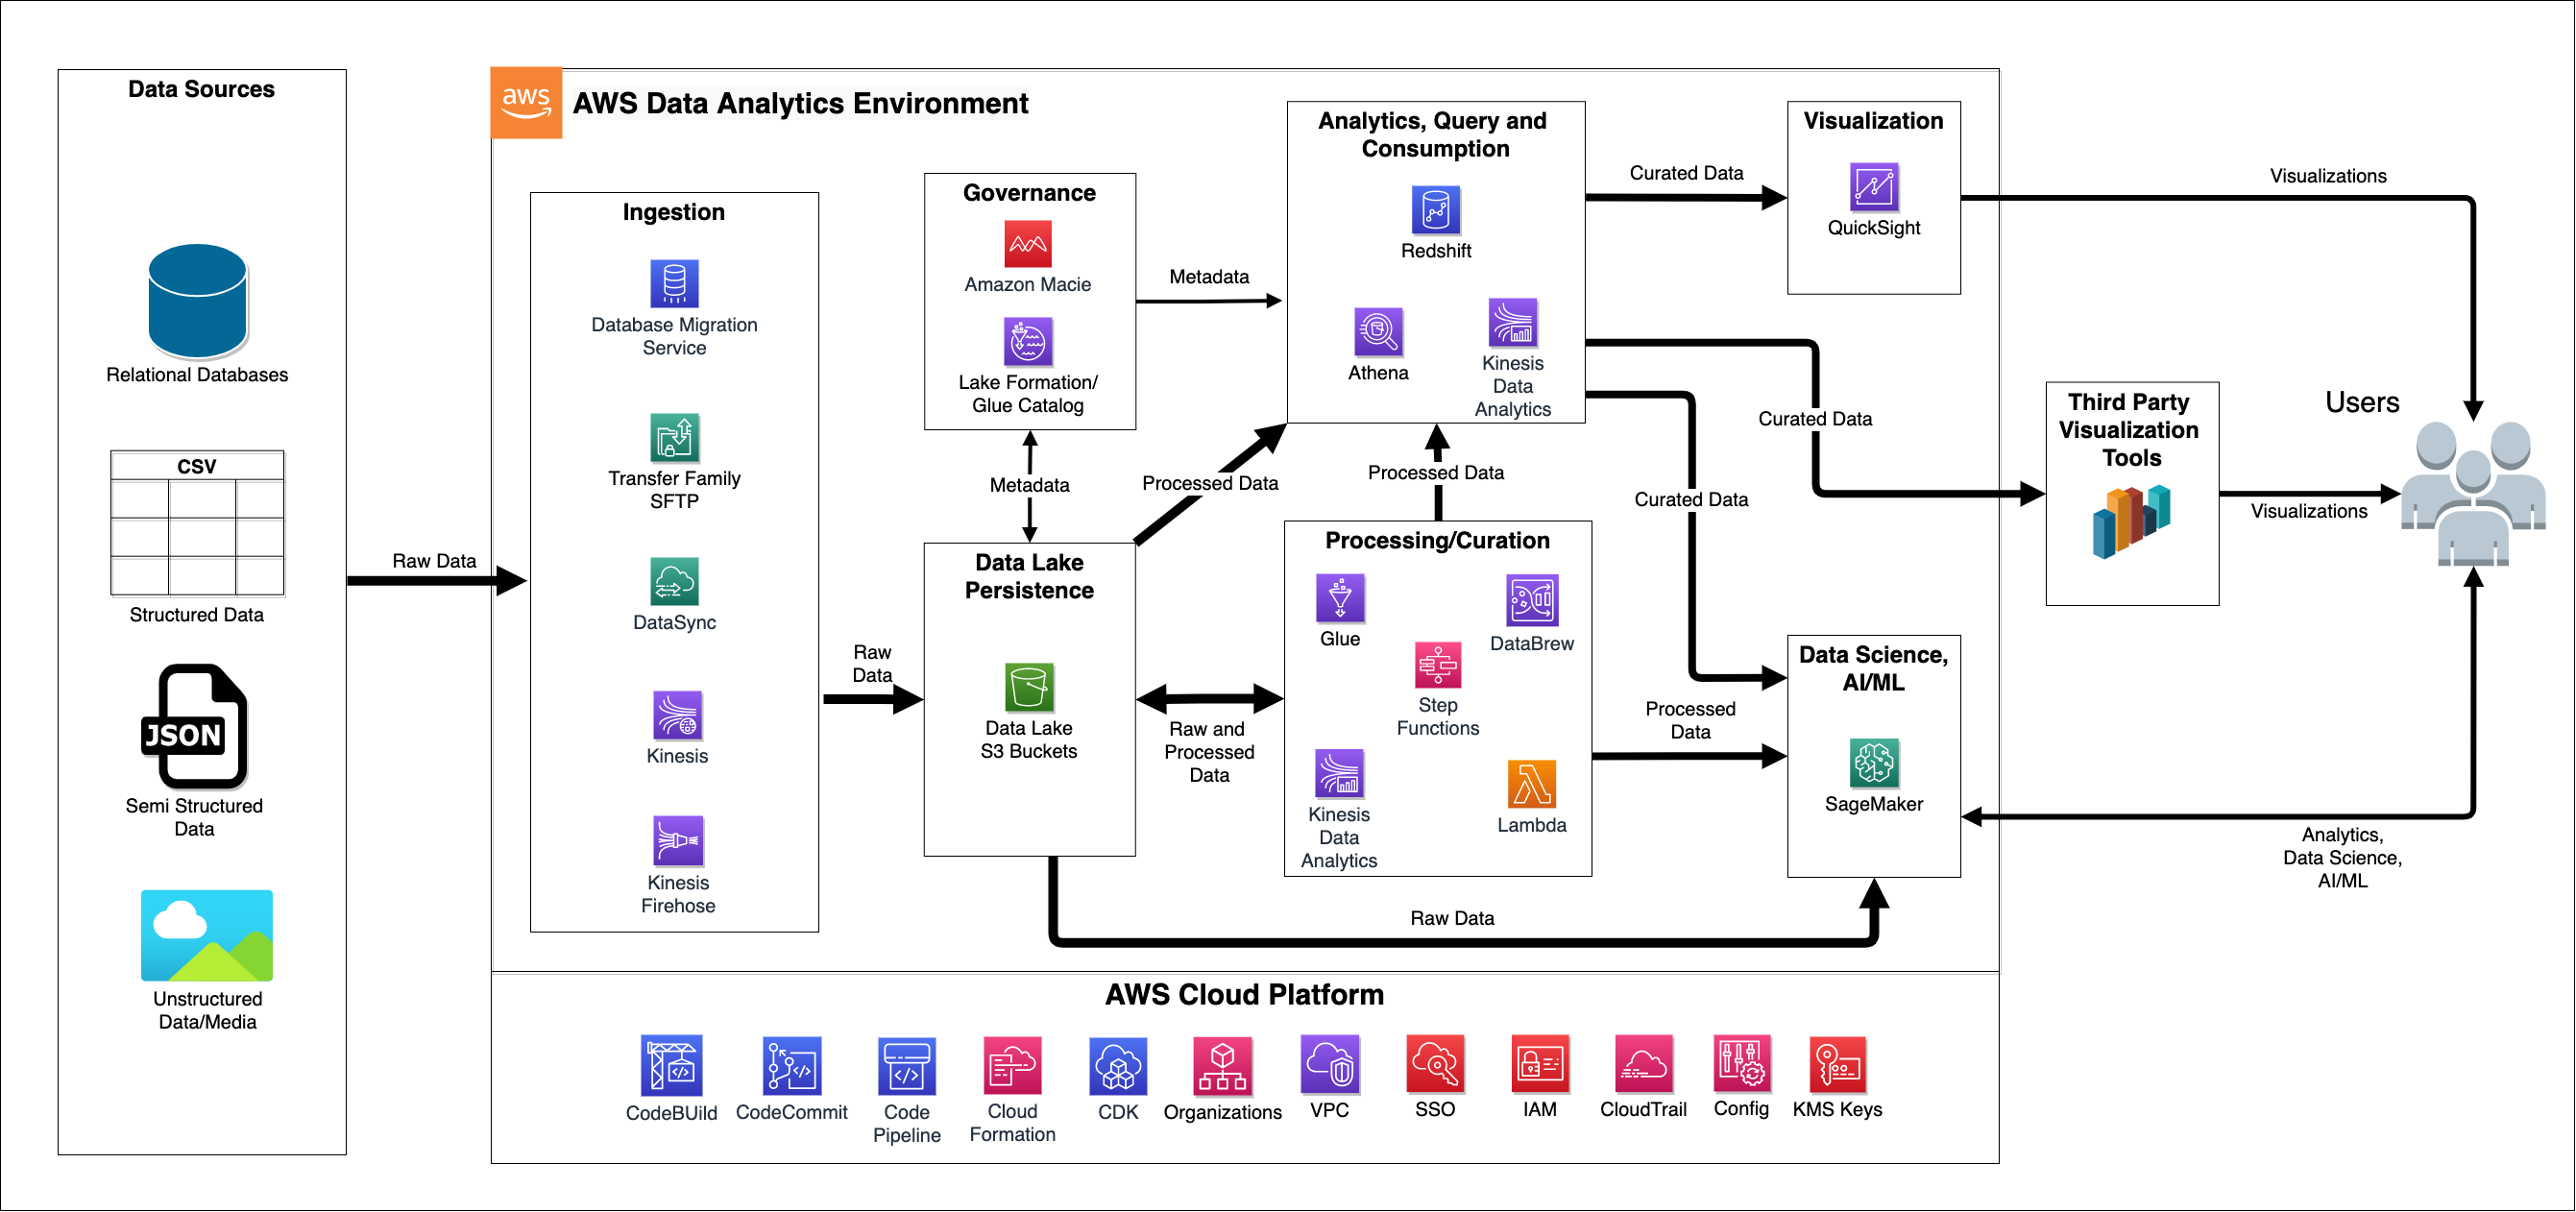 Data Sources
Relational Databases
CSV
Structured Data
JSON
Semi Structured
Data
Unstructured
Data/Media
Raw Data
aws
AWS Data Analytics Environment
Ingestion
Database Migration
Service
Transfer Family
SFTP
DataSync
Kinesis
Kinesis
Firehose
Raw
Data
Governance
Amazon Macie
Lake Formation/
Glue Catalog
Metadata
Metadata
Data Lake
Persistence
Data Lake
S3 Buckets
Processed Data
Raw and
Processed
Data
Analytics, Query and
Consumption
Redshift
Athena
Kinesis
Data
Analytics
Processed Data
Processing/Curation
Glue
DataBrew
Step
Functions
Kinesis
Data
Analytics
Lambda
Raw Data
Curated Data
Curated Data
Curated Data
Processed
Data
Visualization
QuickSight
Data Science,
AI/ML
SageMaker
Third Party
Visualization
Tools
Visualizations
Visualizations
Users
Analytics,
Data Science,
AI/ML
AWS Cloud Platform
CodeBUild
CodeCommit
Code
Pipeline
Cloud
Formation
CDK
Organizations
VPC
SSO
IAM
CloudTrail
Config
KMS Keys